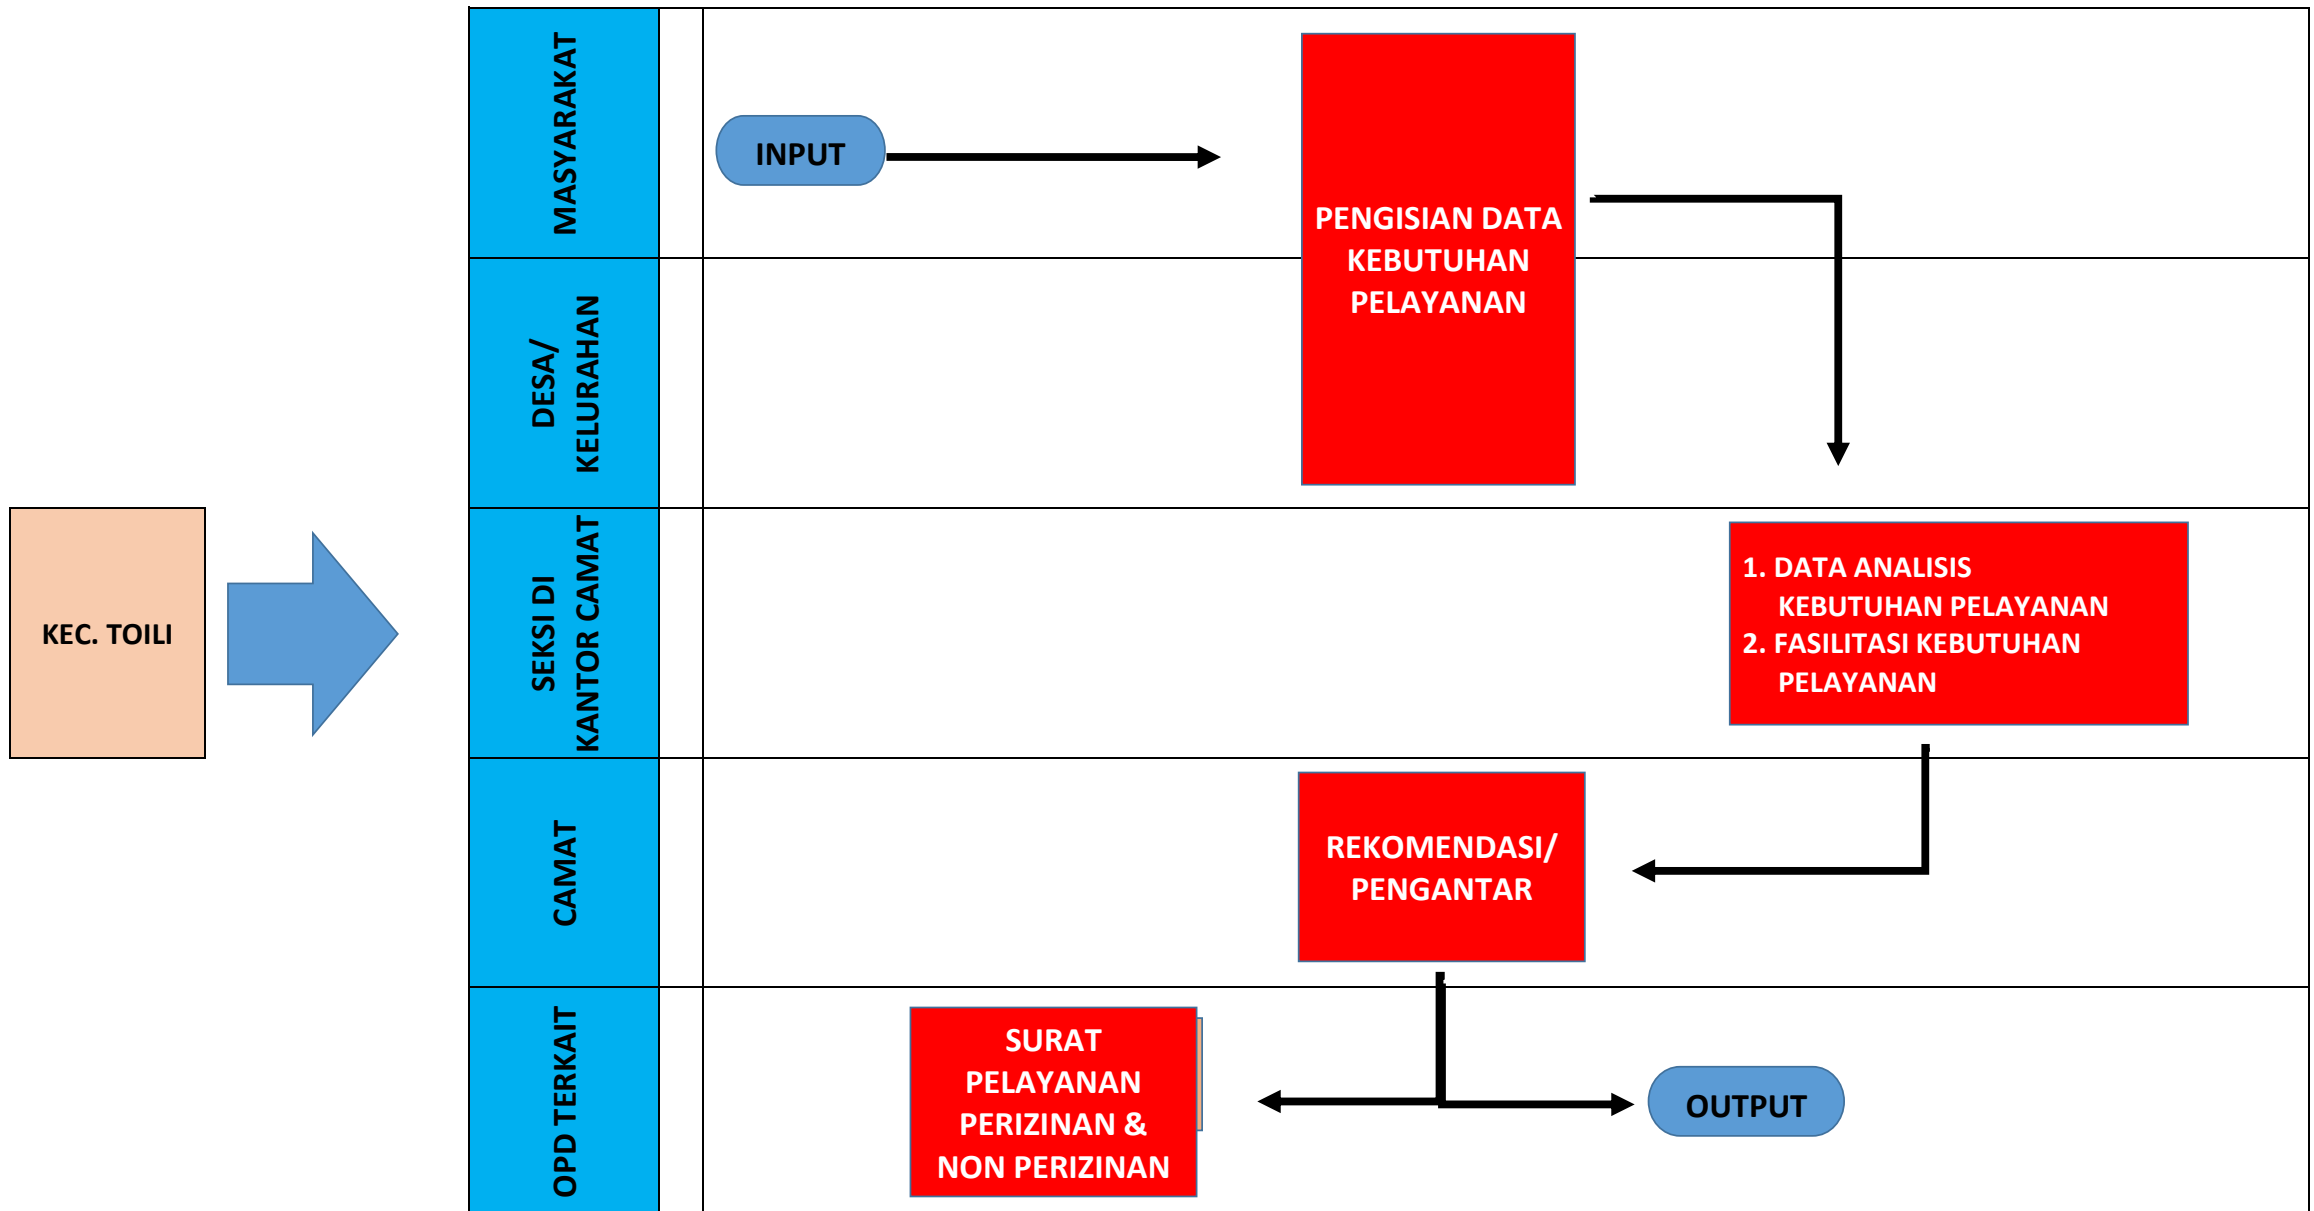 KEC. TOILI
MASYARAKAT
INPUT
PENGISIAN DATA
KEBUTUHAN
PELAYANAN
DESA/
KELURAHAN
SEKSI DI
KANTOR CAMAT
1. DATA ANALISIS
KEBUTUHAN PELAYANAN
2. FASILITASI KEBUTUHAN
PELAYANAN
CAMAT
REKOMENDASI/
PENGANTAR
OPD TERKAIT
SURAT
PELAYANAN
PERIZINAN &
NON PERIZINAN
OUTPUT